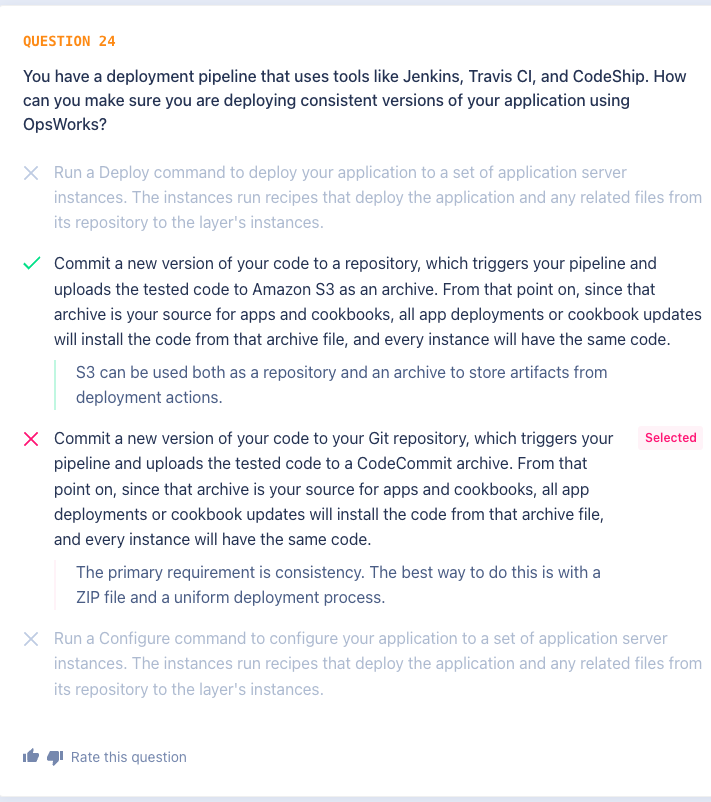 QUESTION 24
You have a deployment pipeline that uses tools like Jenkins, Travis CI, and CodeShip. How
can you make sure you are deploying consistent versions of your application using
OpsWorks?
Run a Deploy command to deploy your application to a set of application server
instances. The instances run recipes that deploy the application and any related files from
its repository to the layer's instances.
Commit a new version of your code to a repository, which triggers your pipeline and
uploads the tested code to Amazon S3 as an archive. From that point on, since that
archive is your source for apps and cookbooks, all app deployments or cookbook updates
will install the code from that archive file, and every instance will have the same code.
S3 can be used both as a repository and an archive to store artifacts from
deployment actions.
Commit a new version of your code to your Git repository, which triggers your
Selected
pipeline and uploads the tested code to a CodeCommit archive. From that
point on, since that archive is your source for apps and cookbooks, all app
deployments or cookbook updates will install the code from that archive file,
and every instance will have the same code.
The primary requirement is consistency. The best way to do this is with a
ZIP file and a uniform deployment process.
Run a Configure command to configure your application to a set of application server
instances. The instances run recipes that deploy the application and any related files from
its repository to the layer's instances.
Rate this question